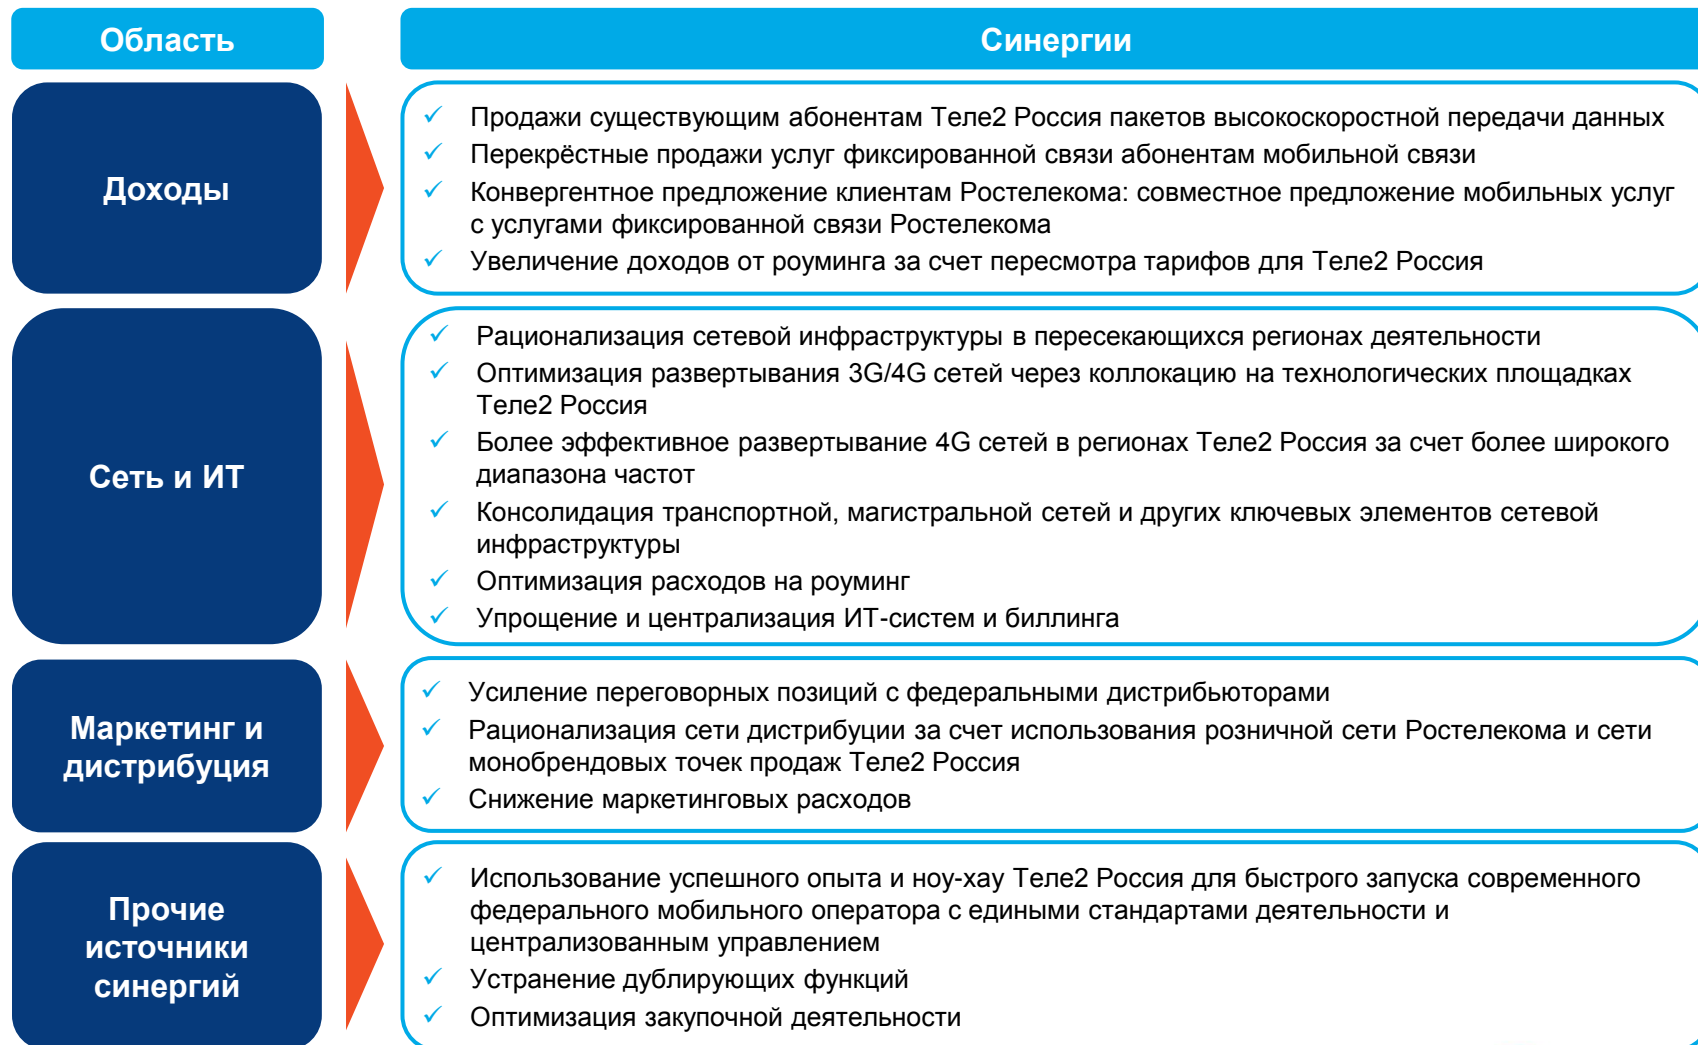 Область
Синергии
Доходы
Продажи существующим абонентам Теле2 Россия пакетов высокоскоростной передачи данных
Перекрёстные продажи услуг фиксированной связи абонентам мобильной связи
Конвергентное предложение клиентам Ростелекома: совместное предложение мобильных услуг
с услугами фиксированной связи Ростелекома
Увеличение доходов от роуминга за счет пересмотра тарифов для Теле2 Россия
Сеть и ИТ
Рационализация сетевой инфраструктуры в пересекающихся регионах деятельности
Оптимизация развертывания 3G/4G сетей через коллокацию на технологических площадках
Теле2 Россия
Более эффективное развертывание 4G сетей в регионах Теле2 Россия за счет более широкого
диапазона частот
Консолидация транспортной, магистральной сетей и других ключевых элементов сетевой
инфраструктуры
Оптимизация расходов на роуминг
Упрощение и централизация ИТ-систем и биллинга
Маркетинг и
дистрибуция
Усиление переговорных позиций с федеральными дистрибьюторами
Рационализация сети дистрибуции за счет использования розничной сети Ростелекома и сети
монобрендовых точек продаж Теле2 Россия
Снижение маркетинговых расходов
Прочие
источники
синергий
Использование успешного опыта и ноу-хау Теле2 Россия для быстрого запуска современного
федерального мобильного оператора с едиными стандартами деятельности и
централизованным управлением
Устранение дублирующих функций
Оптимизация закупочной деятельности